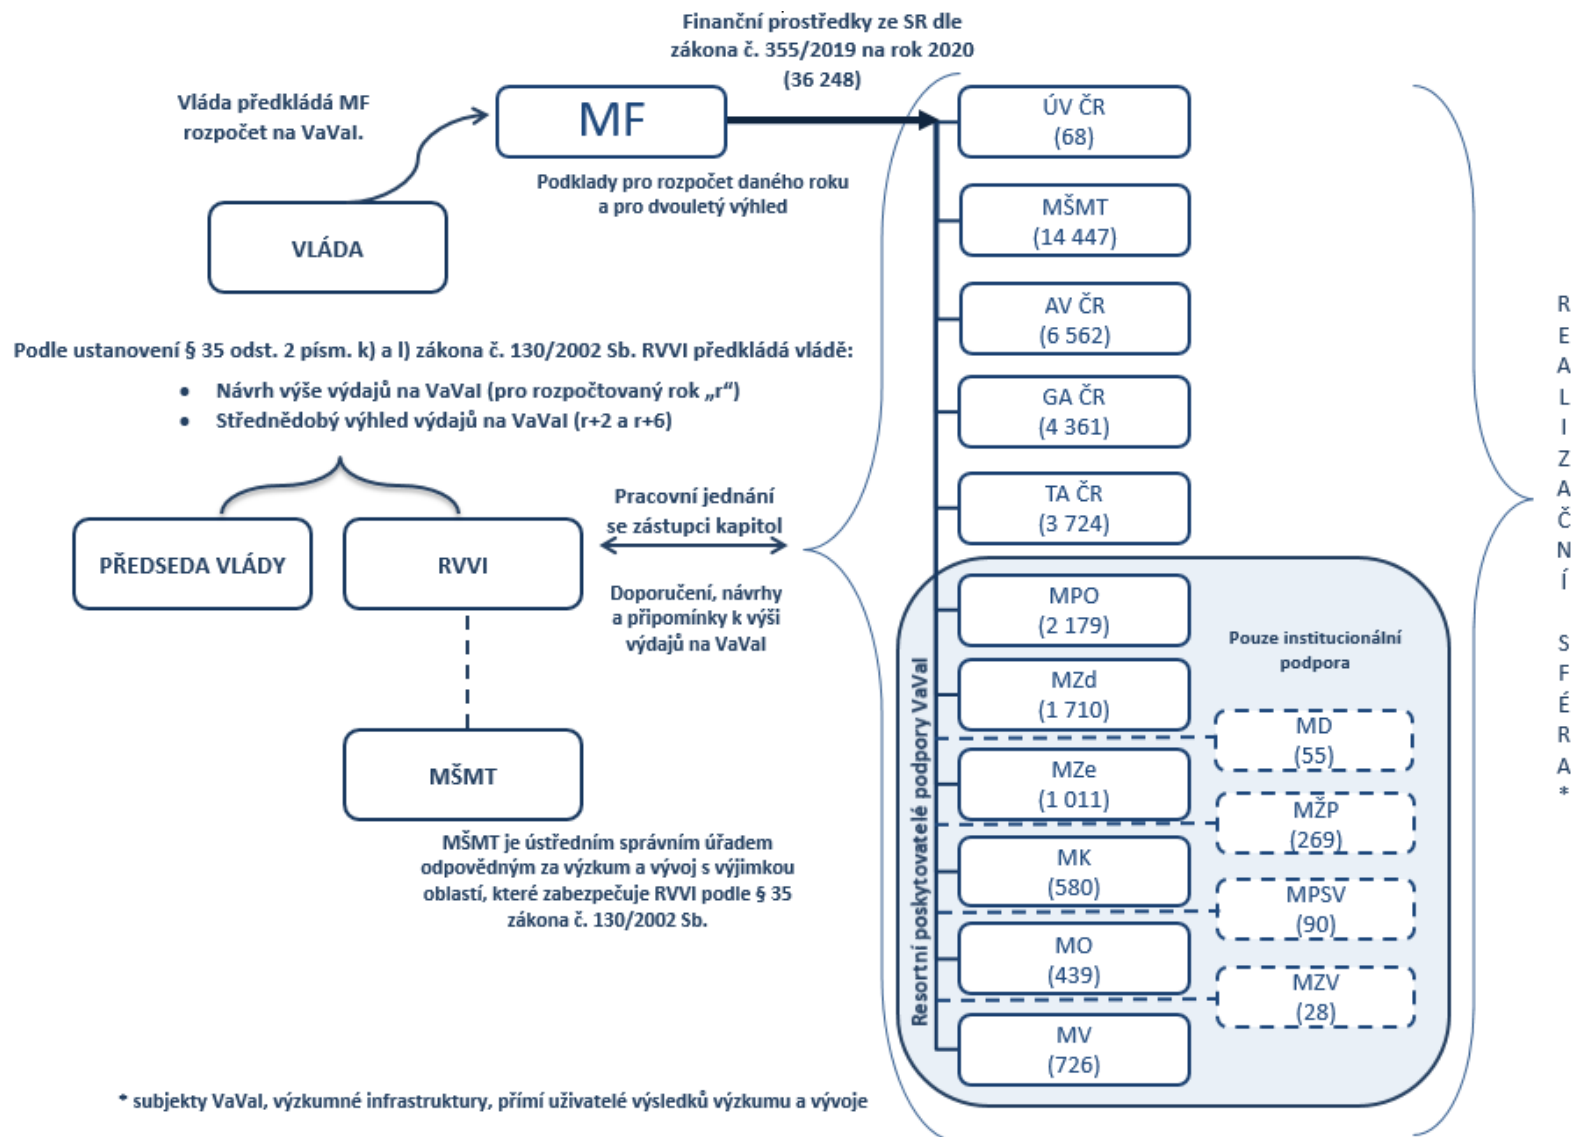 Finanční prostředky ze SR dle
zákona č. 355/2019 na rok 2020
(36 248)
Vláda předkládá MF
rozpočet na VaVaI.
MF
Podklady pro rozpočet daného roku
a pro dvouletý výhled
VLÁDA
Podle ustanovení § 35 odst. 2 písm. k) a l) zákona č. 130/2002 Sb. RVVI předkládá vládě:
• Návrh výše výdajů na VaVaI (pro rozpočtovaný rok „r“)
• Střednědobý výhled výdajů na VaVaI (r+2 a r+6)
PŘEDSEDA VLÁDY
RVVI
Pracovní jednání
se zástupci kapitol
Doporučení, návrhy
a připomínky k výši
výdajů na VaVaI
MŠMT
MŠMT je ústředním správním úřadem
odpovědným za výzkum a vývoj s výjimkou
oblastí, které zabezpečuje RVVI podle § 35
zákona č. 130/2002 Sb.
ÚV ČR
(68)
MŠMT
(14 447)
AV ČR
(6 562)
GA ČR
(4 361)
TA ČR
(3 724)
Resortní poskytovatelé podpory VaVaI
MPO
(2 179)
MZd
(1 710)
MZe
(1 011)
MK
(580)
MO
(439)
MV
(726)
Pouze institucionální
podpora
MD
(55)
MŽP
(269)
MPSV
(90)
MZV
(28)
REALIZAČNÍ SFÉRA*
* subjekty VaVaI, výzkumné infrastruktury, přímí uživatelé výsledků výzkumu a vývoje